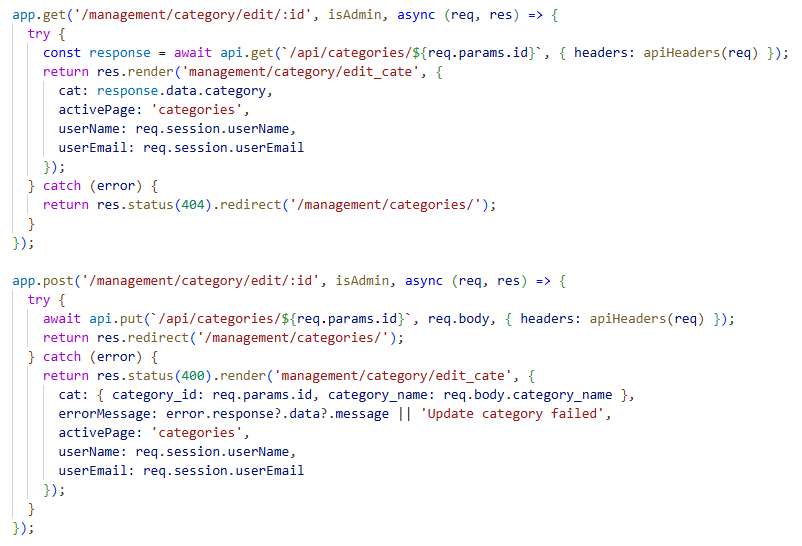 app.get('/management/category/edit/:id', isAdmin, async (req, res) => {
  try {
    const response = await api.get(`/api/categories/${req.params.id}`, { headers: apiHeaders(req) });
    return res.render('management/category/edit_cate', {
      cat: response.data.category,
      activePage: 'categories',
      userName: req.session.userName,
      userEmail: req.session.userEmail
    });
  } catch (error) {
    return res.status(404).redirect('/management/categories/');
  }
});

app.post('/management/category/edit/:id', isAdmin, async (req, res) => {
  try {
    await api.put(`/api/categories/${req.params.id}`, req.body, { headers: apiHeaders(req) });
    return res.redirect('/management/categories/');
  } catch (error) {
    return res.status(400).render('management/category/edit_cate', {
      cat: { category_id: req.params.id, category_name: req.body.category_name },
      errorMessage: error.response?.data?.message || 'Update category failed',
      activePage: 'categories',
      userName: req.session.userName,
      userEmail: req.session.userEmail
    });
  }
});